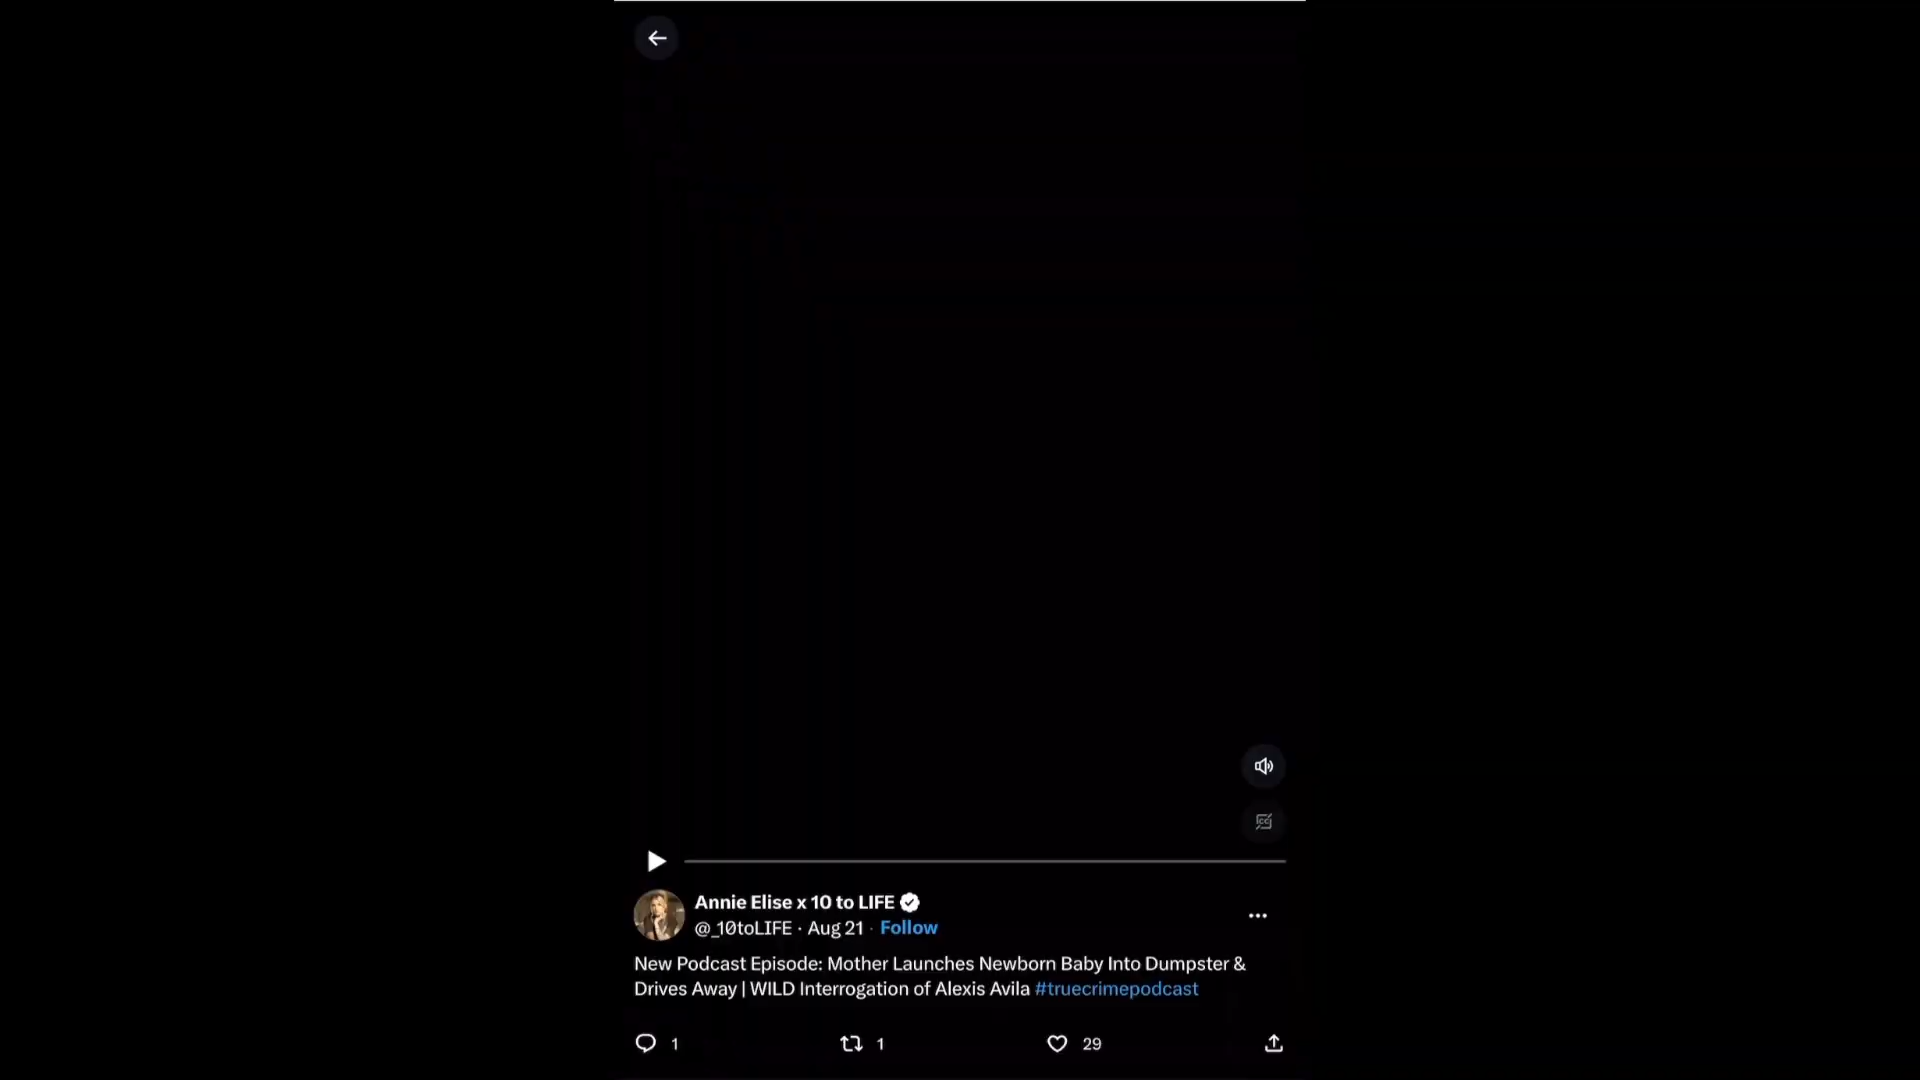 Annie Elise x 10 to LIFE
@_10toLIFE · Aug 21 · Follow
New Podcast Episode: Mother Launches Newborn Baby Into Dumpster &
Drives Away | WILD Interrogation of Alexis Avila #truecrimepodcast
1 1 29